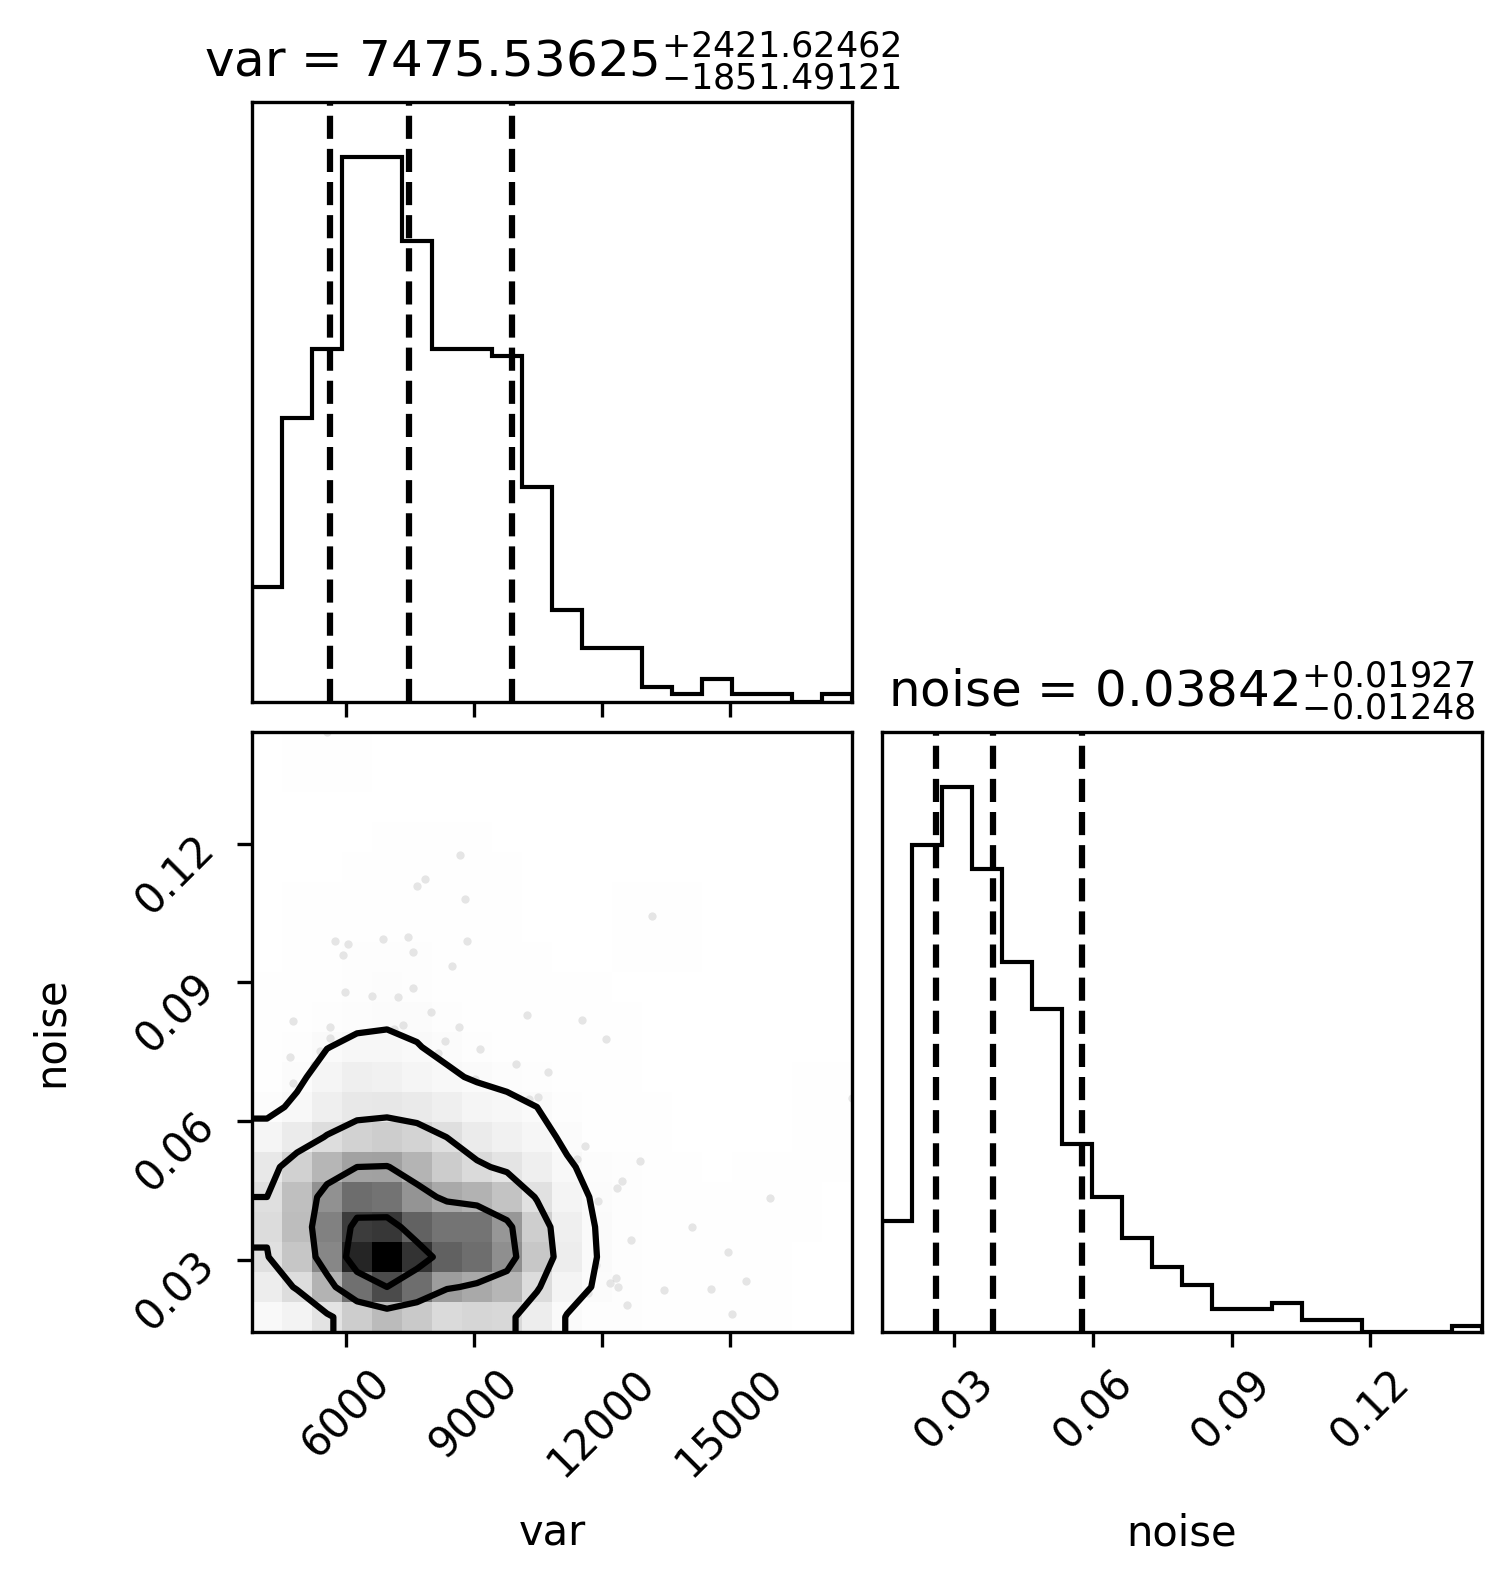 var = 7475.53625+2421.62462−1851.49121
noise = 0.03842+0.01927−0.01248
0.12
0.09
0.06
0.03
noise
6000 9000 12000 15000
0.03 0.06 0.09 0.12
var
noise